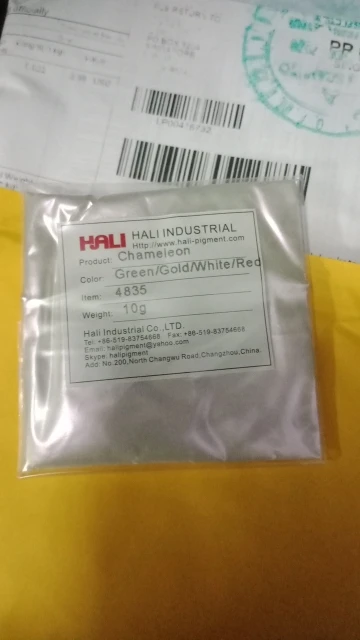 PP
LP00416732
HALI HALI INDUSTRIAL
Http://www.hali-pigment.com
Product: Chameleon
Color: Green/Gold/White/Red
Item: 4835
Weight: 10g
Hali Industrial Co.,LTD.
Tel: +86-519-83754668 Fax: +86-519-83754668
Email: halipigment@yahoo.com
Skype: halipigment
Add: No.200,North Changwu Road,Changzhou,China.